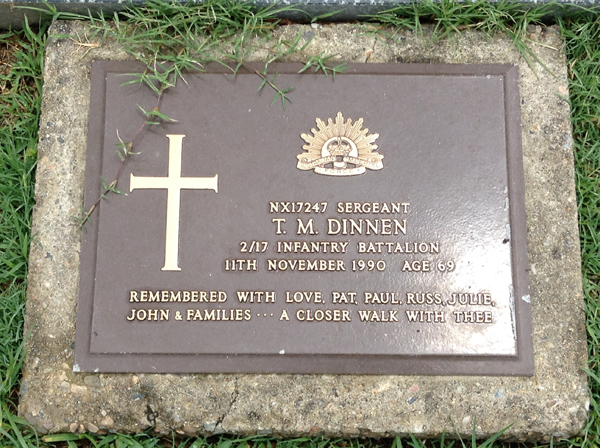 NX17247 SERGEANT
T. M. DINNEN
2/17 INFANTRY BATTALION
11TH NOVEMBER 1990 AGE 69
REMEMBERED WITH LOVE, PAT, PAUL, RUSS, JULIE,
JOHN & FAMILIES ··· A CLOSER WALK WITH THEE